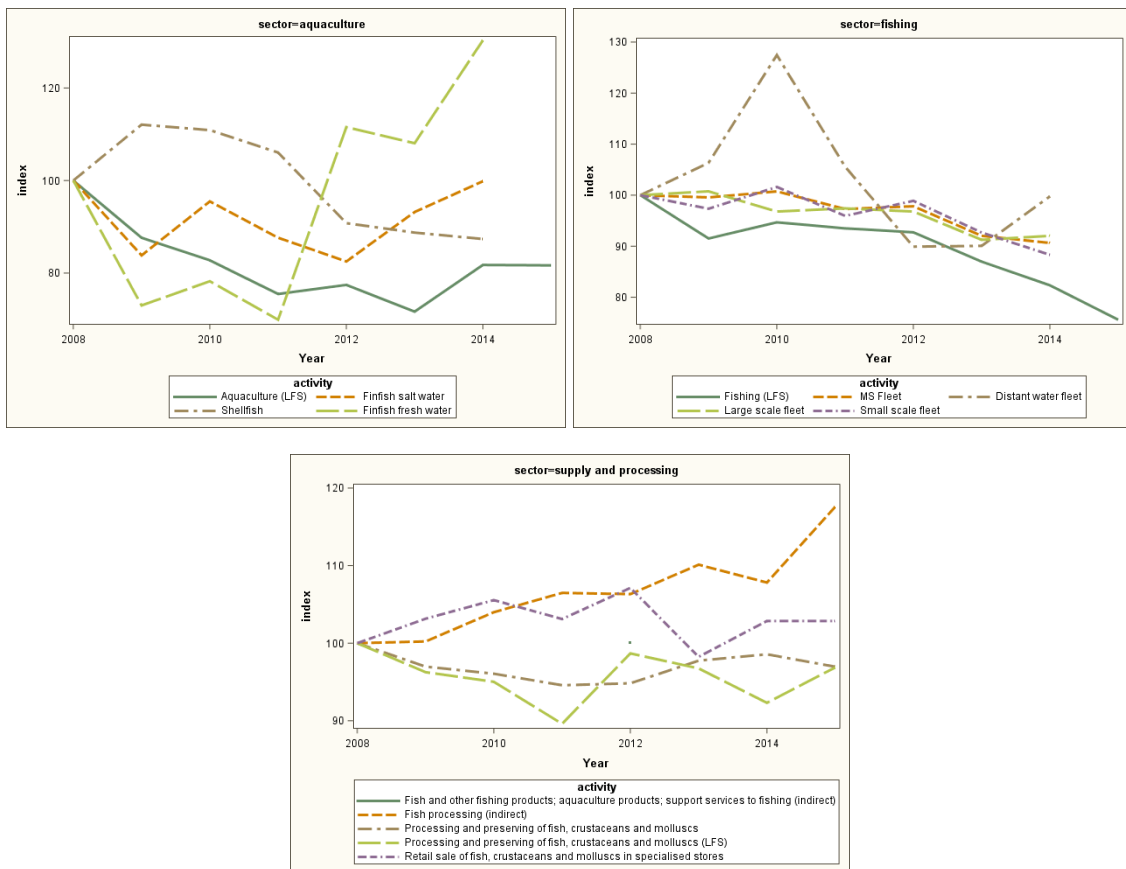 sector=aquaculture
120
100
80
index
2008
2010
2012
2014
Year
activity
Aquaculture (LFS)
Finfish salt water
Shellfish
Finfish fresh water
sector=fishing
130
120
110
100
90
80
index
2008
2010
2012
2014
Year
activity
Fishing (LFS)
MS Fleet
Distant water fleet
Large scale fleet
Small scale fleet
sector=supply and processing
120
110
100
90
index
2008
2010
2012
2014
Year
activity
Fish and other fishing products; aquaculture products; support services to fishing (indirect)
Fish processing (indirect)
Processing and preserving of fish, crustaceans and molluscs
Processing and preserving of fish, crustaceans and molluscs (LFS)
Retail sale of fish, crustaceans and molluscs in specialised stores